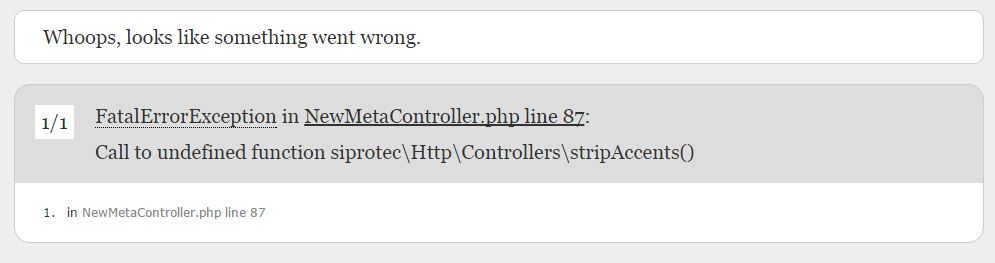 Whoops, looks like something went wrong.
1/1
FatalErrorException in NewMetaController.php line 87:
Call to undefined function siprotec\Http\Controllers\stripAccents()
1. in NewMetaController.php line 87